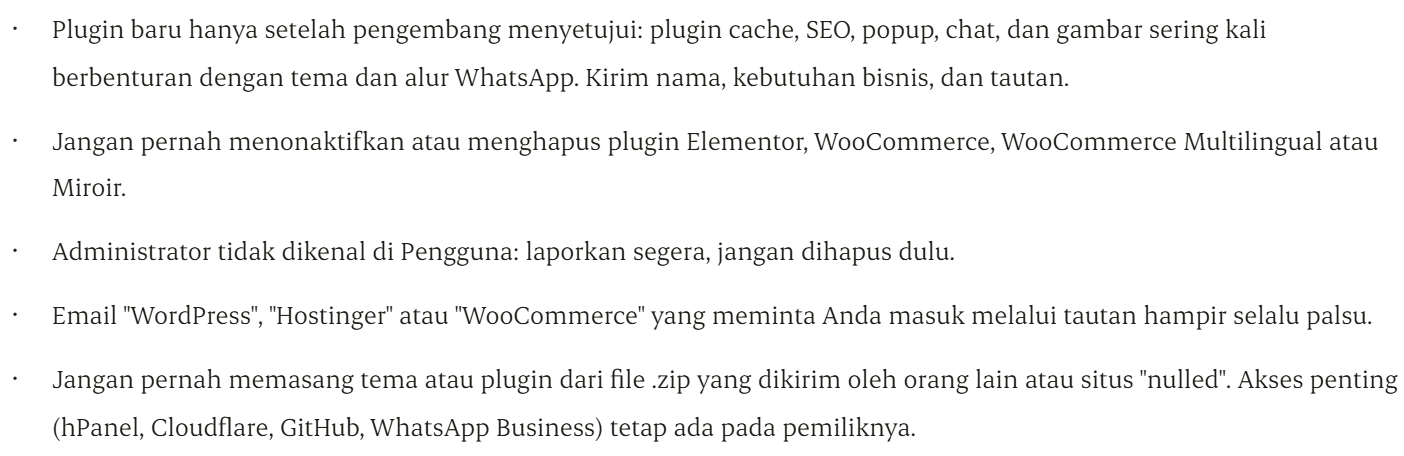 · Plugin baru hanya setelah pengembang menyetujui: plugin cache, SEO, popup, chat, dan gambar sering kali
berbenturan dengan tema dan alur WhatsApp. Kirim nama, kebutuhan bisnis, dan tautan.
· Jangan pernah menonaktifkan atau menghapus plugin Elementor, WooCommerce, WooCommerce Multilingual atau
Miroir.
· Administrator tidak dikenal di Pengguna: laporkan segera, jangan dihapus dulu.
· Email "WordPress", "Hostinger" atau "WooCommerce" yang meminta Anda masuk melalui tautan hampir selalu palsu.
· Jangan pernah memasang tema atau plugin dari file .zip yang dikirim oleh orang lain atau situs "nulled". Akses penting
(hPanel, Cloudflare, GitHub, WhatsApp Business) tetap ada pada pemiliknya.